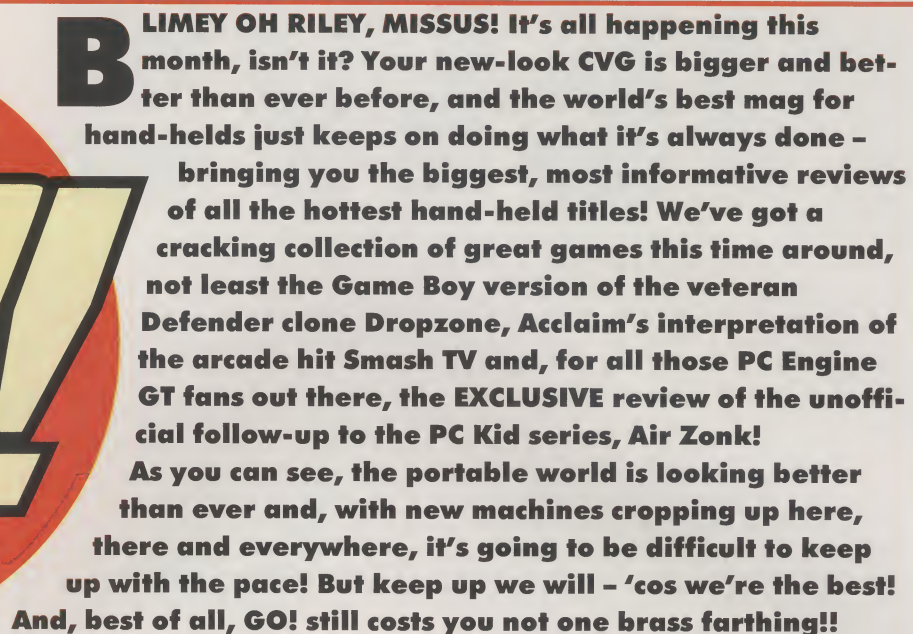 BLIMEY OH RILEY, MISSUS! It's all happening this
month, isn't it? Your new-look CVG is bigger and bet-
ter than ever before, and the world's best mag for
hand-helds just keeps on doing what it's always done –
bringing you the biggest, most informative reviews
of all the hottest hand-held titles! We've got a
cracking collection of great games this time around,
not least the Game Boy version of the veteran
Defender clone Dropzone, Acclaim's interpretation of
the arcade hit Smash TV and, for all those PC Engine
GT fans out there, the EXCLUSIVE review of the unoffi-
cial follow-up to the PC Kid series, Air Zonk!
As you can see, the portable world is looking better
than ever and, with new machines cropping up here,
there and everywhere, it's going to be difficult to keep
up with the pace! But keep up we will – 'cos we're the best!
And, best of all, GO! still costs you not one brass farthing!!